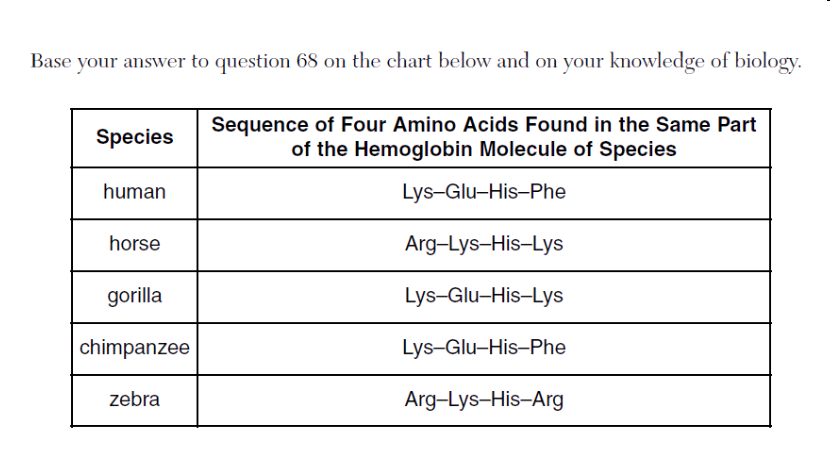 Base your answer to question 68 on the chart below and on your knowledge of biology.
Species
Sequence of Four Amino Acids Found in the Same Part
of the Hemoglobin Molecule of Species
human
Lys–Glu–His–Phe
horse
Arg–Lys–His–Lys
gorilla
Lys–Glu–His–Lys
chimpanzee
Lys–Glu–His–Phe
zebra
Arg–Lys–His–Arg